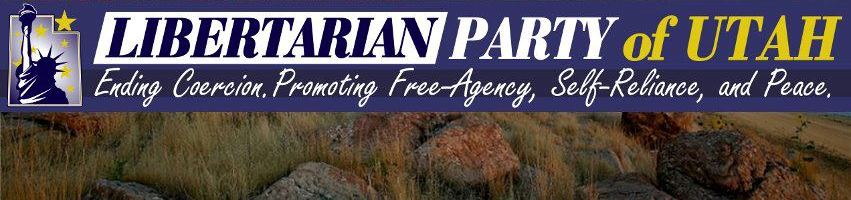 LIBERTARIAN PARTY of UTAH
Ending Coercion. Promoting Free-Agency, Self-Reliance, and Peace.